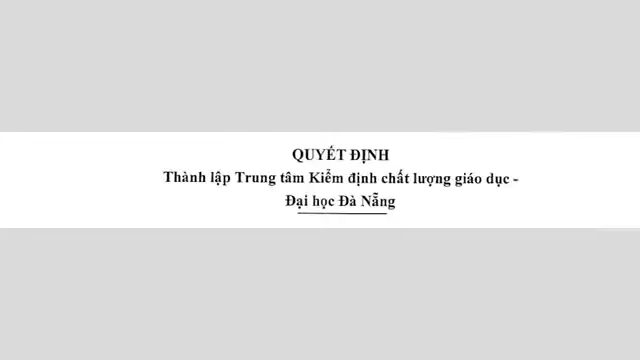 QUYẾT ĐỊNH
Thành lập Trung tâm Kiểm định chất lượng giáo dục -
Đại học Đà Nẵng